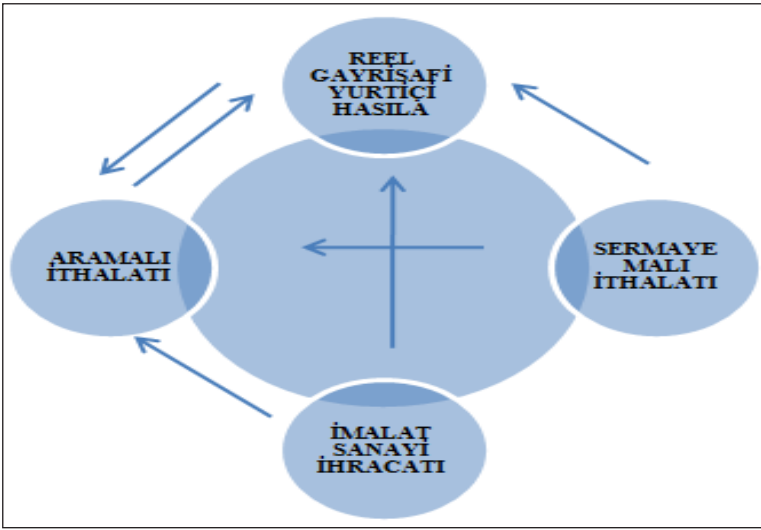 REEL
GAYRİSAFİ
YURTİÇİ
HASILA
ARAMALI
İTHALATI
SERMAYE
MALI
İTHALATI
İMALAT
SANAYİ
İHRACATI